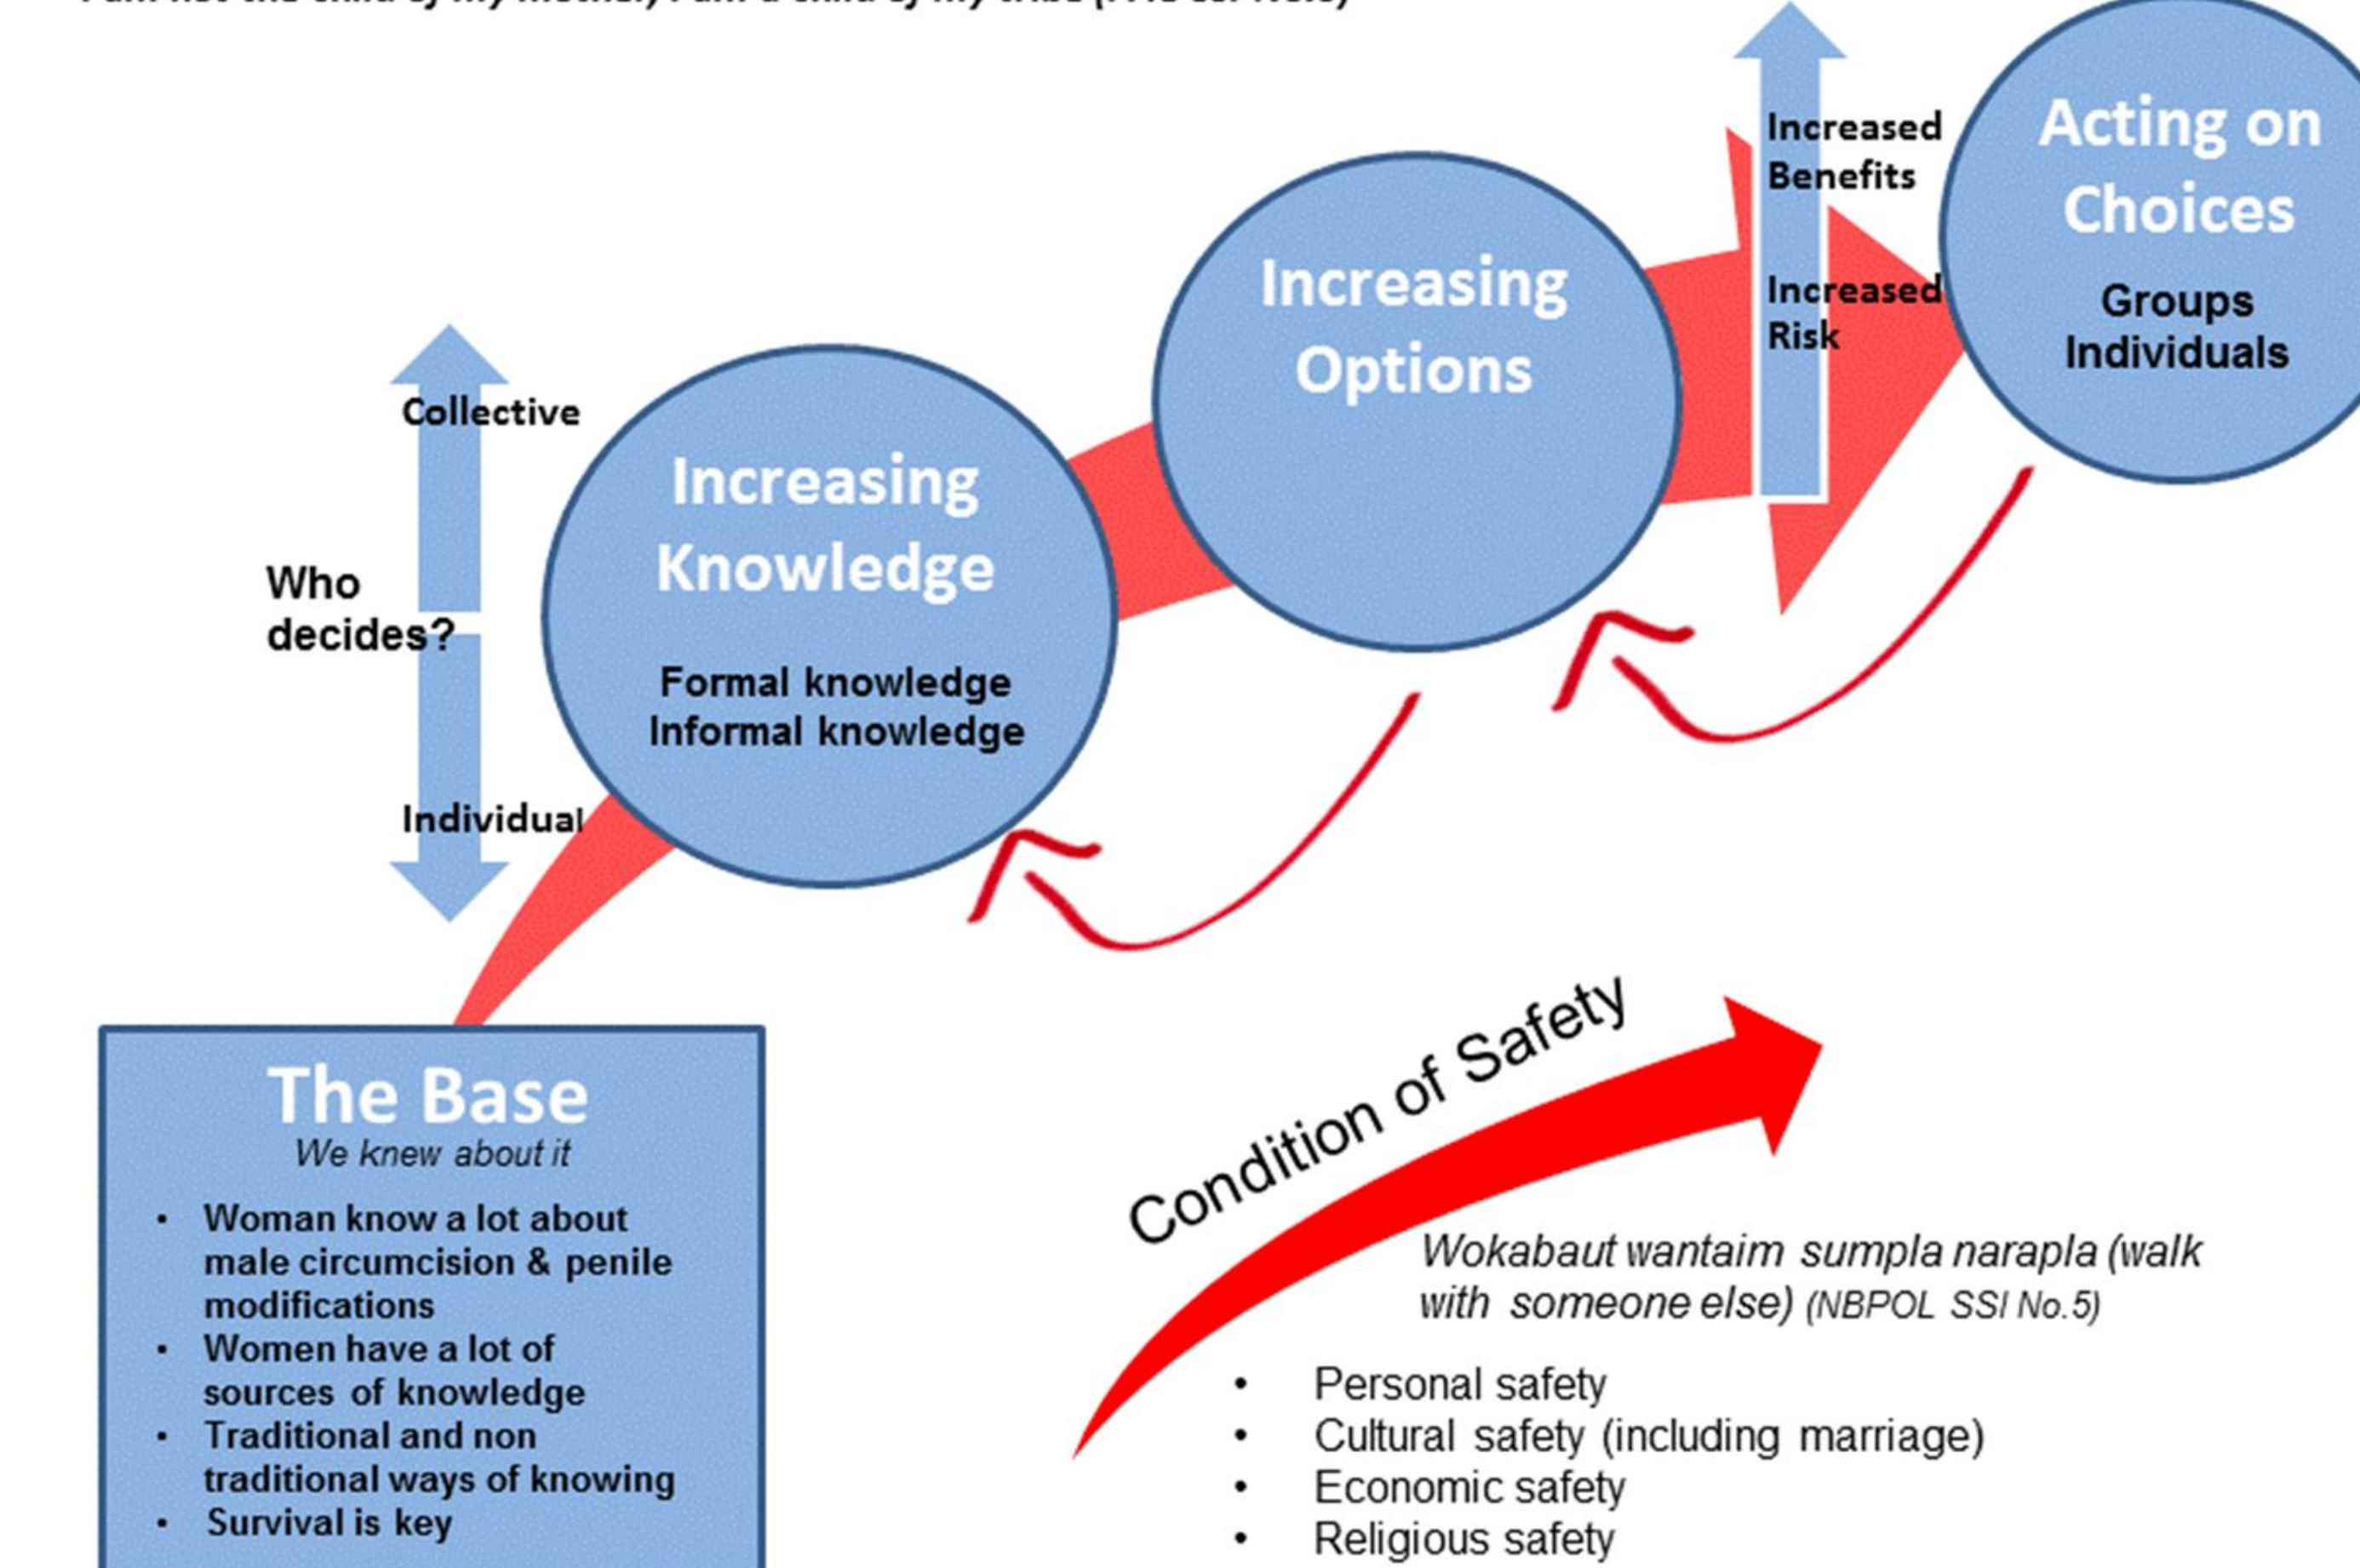 Increased
Benefits
Increased
Risk
Acting on
Choices
Groups
Individuals
Increasing
Options
Collective
Who
decides?
Individual
Increasing
Knowledge
Formal knowledge
Informal knowledge
The Base
We knew about it
• Woman know a lot about
male circumcision & penile
modifications
• Women have a lot of
sources of knowledge
• Traditional and non
traditional ways of knowing
• Survival is key
Condition of Safety
Wokabaut wantaim sumpla narapla (walk
with someone else) (NBPOL SSI No.5)
• Personal safety
• Cultural safety (including marriage)
• Economic safety
• Religious safety